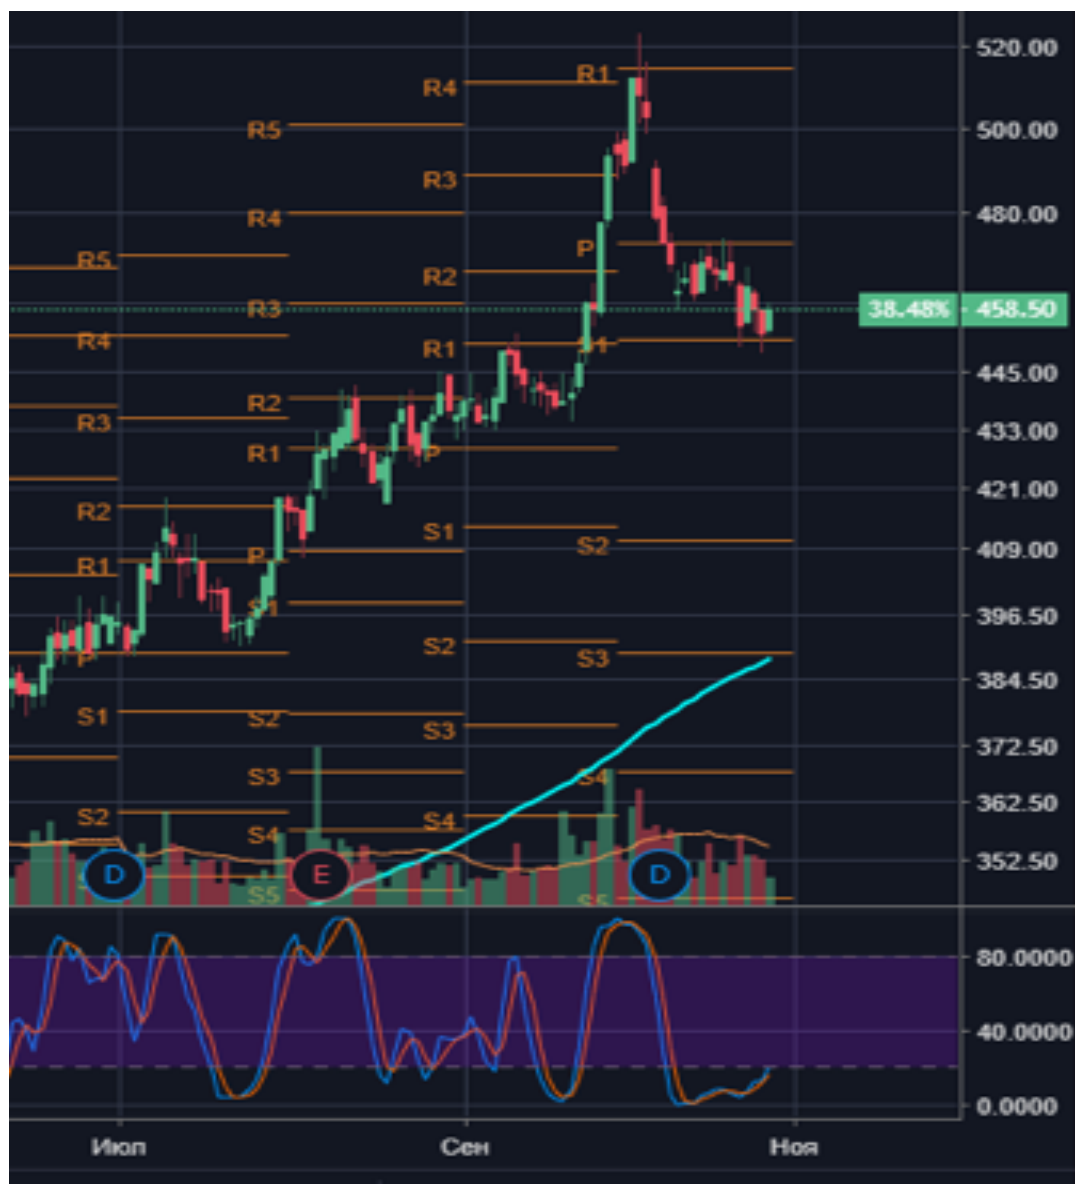 520.00
R1
R4
R5
500.00
R3
R4
480.00
P
R5
R2
R3
38.48%
458.50
R4
R1
445.00
R2
R3
433.00
R1
P
421.00
R2
S1
S2
409.00
P
R1
396.50
S2
S3
P
384.50
S1
S2
S3
372.50
S3
S4
362.50
S2
S4
S4
352.50
D
E
D
S5
80.0000
40.0000
0.0000
Июл
Сен
Ноя